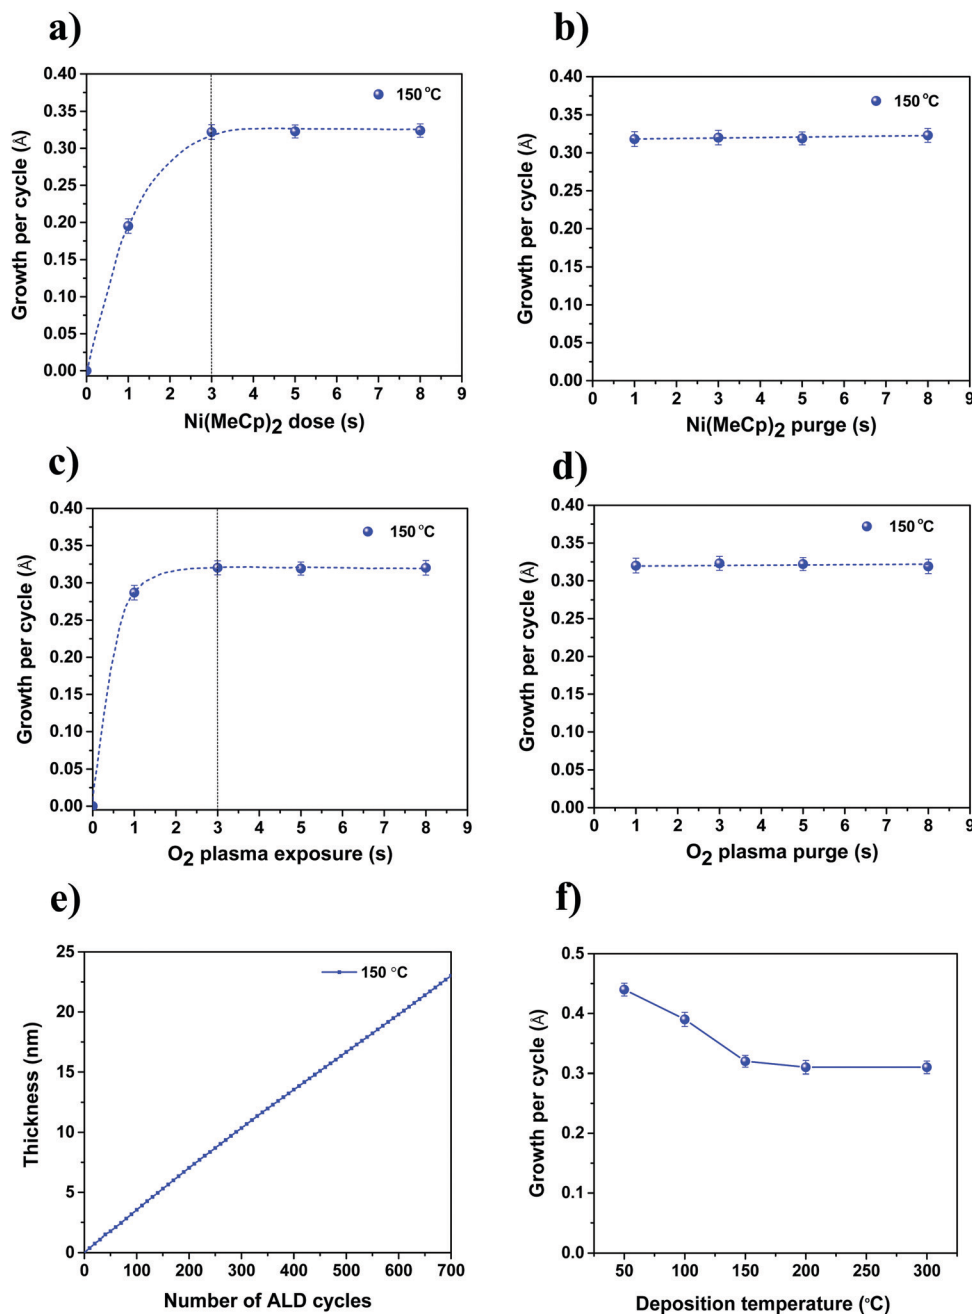 a)
0.40
0.35
0.30
0.25
0.20
0.15
0.10
0.05
0.00
Growth per cycle (Å)
150 °C
0 1 2 3 4 5 6 7 8 9
Ni(MeCp)2 dose (s)
b)
0.40
0.35
0.30
0.25
0.20
0.15
0.10
0.05
0.00
Growth per cycle (Å)
150 °C
0 1 2 3 4 5 6 7 8 9
Ni(MeCp)2 purge (s)
c)
0.40
0.35
0.30
0.25
0.20
0.15
0.10
0.05
0.00
Growth per cycle (Å)
150 °C
0 1 2 3 4 5 6 7 8 9
O2 plasma exposure (s)
d)
0.40
0.35
0.30
0.25
0.20
0.15
0.10
0.05
0.00
Growth per cycle (Å)
150 °C
0 1 2 3 4 5 6 7 8 9
O2 plasma purge (s)
e)
25
20
15
10
5
0
Thickness (nm)
150 °C
0 100 200 300 400 500 600 700
Number of ALD cycles
f)
0.5
0.4
0.3
0.2
0.1
0.0
Growth per cycle (Å)
50 100 150 200 250 300
Deposition temperature (°C)